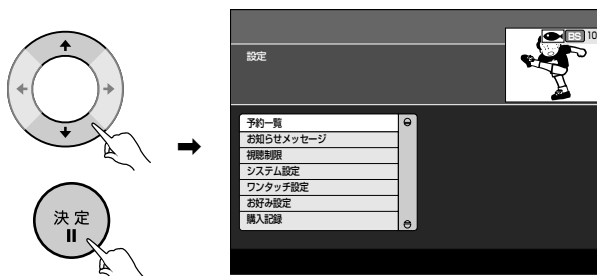 決定
設定
BS 10
予約一覧
お知らせメッセージ
視聴制限
システム設定
ワンタッチ設定
お好み設定
購入記録